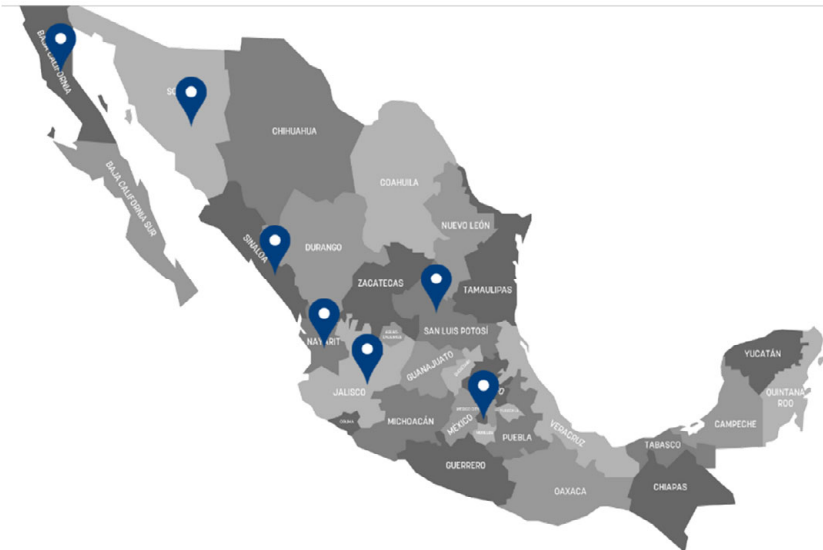 BAJA CALIFORNIA
CHIHUAHUA
COAHUILA
BAJA CALIFORNIA SUR
NUEVO LEÓN
SINALOA
DURANGO
ZACATECAS
TAMAULIPAS
SAN LUIS POTOSÍ
NAYARIT
YUCATÁN
GUANAJUATO
JALISCO
QUINTANA
ROO
MICHOACÁN
MEXICO
VERACRUZ
CAMPECHE
PUEBLA
TABASCO
GUERRERO
OAXACA
CHIAPAS